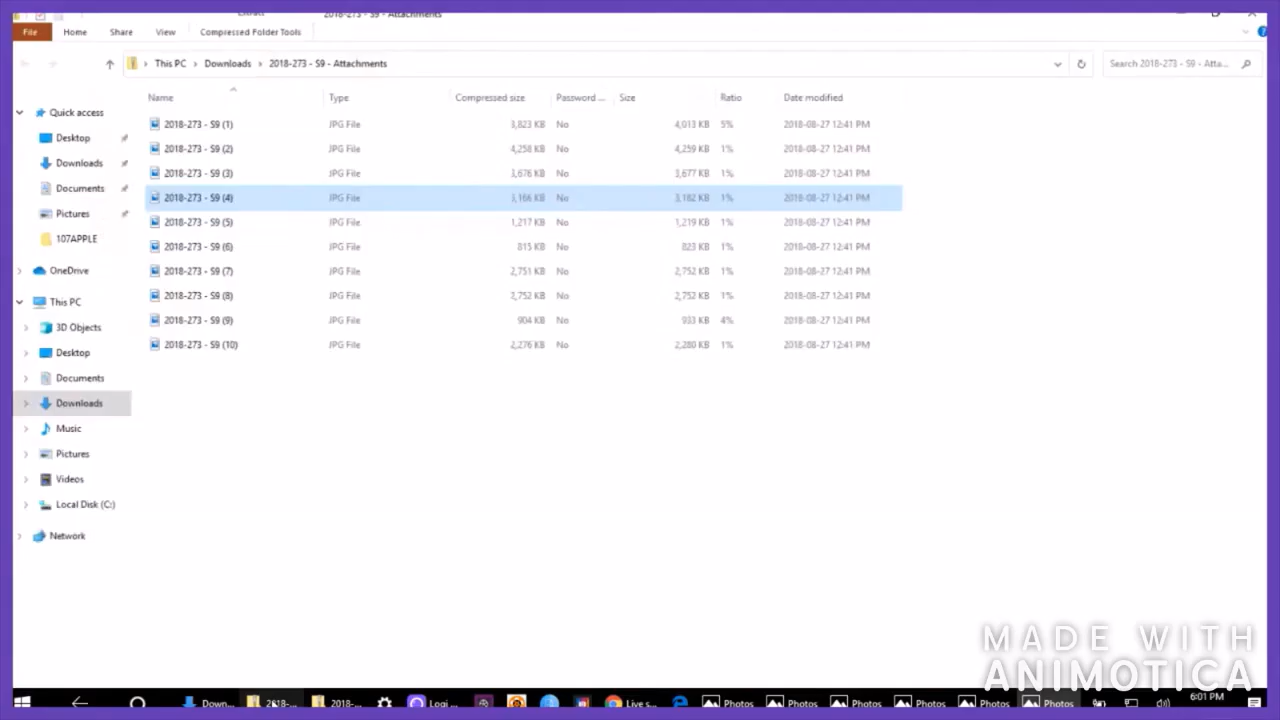 Extract 2018-273 - S9 - Attachments
File Home Share View Compressed Folder Tools
This PC > Downloads > 2018-273 - S9 - Attachments Search 2018-273 - S9 - Atta...
Name Type Compressed size Password ... Size Ratio Date modified
2018-273 - S9 (1) JPG File 3,823 KB No 4,013 KB 5% 2018-08-27 12:41 PM
2018-273 - S9 (2) JPG File 4,258 KB No 4,259 KB 1% 2018-08-27 12:41 PM
2018-273 - S9 (3) JPG File 3,676 KB No 3,677 KB 1% 2018-08-27 12:41 PM
2018-273 - S9 (4) JPG File 3,166 KB No 3,182 KB 1% 2018-08-27 12:41 PM
2018-273 - S9 (5) JPG File 1,217 KB No 1,219 KB 1% 2018-08-27 12:41 PM
2018-273 - S9 (6) JPG File 815 KB No 823 KB 1% 2018-08-27 12:41 PM
2018-273 - S9 (7) JPG File 2,751 KB No 2,752 KB 1% 2018-08-27 12:41 PM
2018-273 - S9 (8) JPG File 2,752 KB No 2,752 KB 1% 2018-08-27 12:41 PM
2018-273 - S9 (9) JPG File 904 KB No 933 KB 4% 2018-08-27 12:41 PM
2018-273 - S9 (10) JPG File 2,276 KB No 2,280 KB 1% 2018-08-27 12:41 PM
Quick access
Desktop
Downloads
Documents
Pictures
107APPLE
OneDrive
This PC
3D Objects
Desktop
Documents
Downloads
Music
Pictures
Videos
Local Disk (C:)
Network
MADE WITH
ANIMOTICA
Down... 2018-... 2018-... Logi... Live s... Photos Photos Photos Photos Photos Photos 6:01 PM